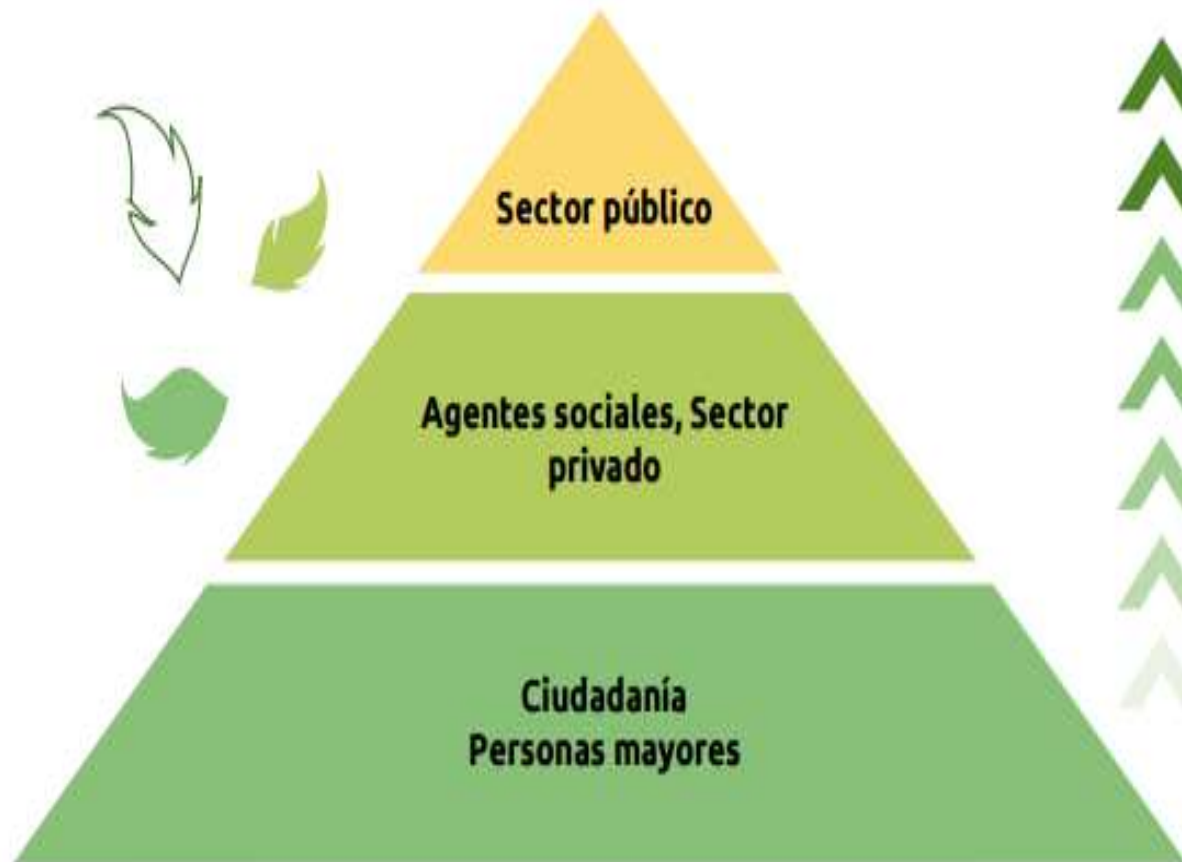 Sector público
Agentes sociales, Sector
privado
Ciudadanía
Personas mayores